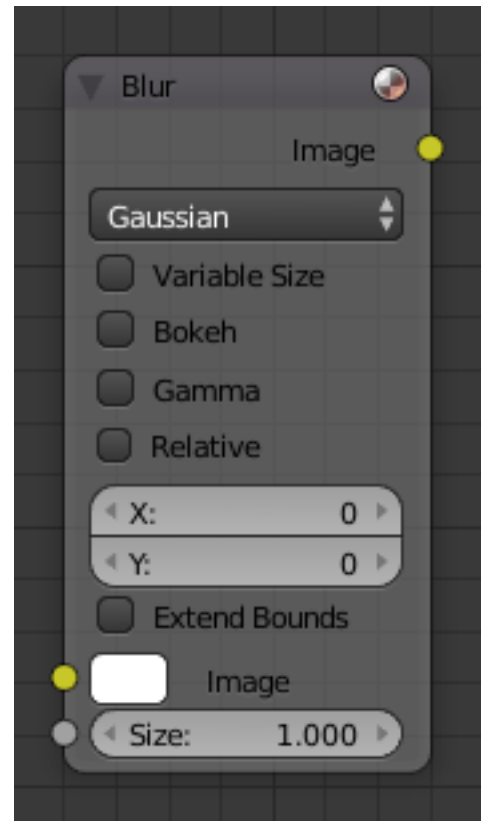 Blur
Image
Gaussian
Variable Size
Bokeh
Gamma
Relative
X: 0
Y: 0
Extend Bounds
Image
Size: 1.000